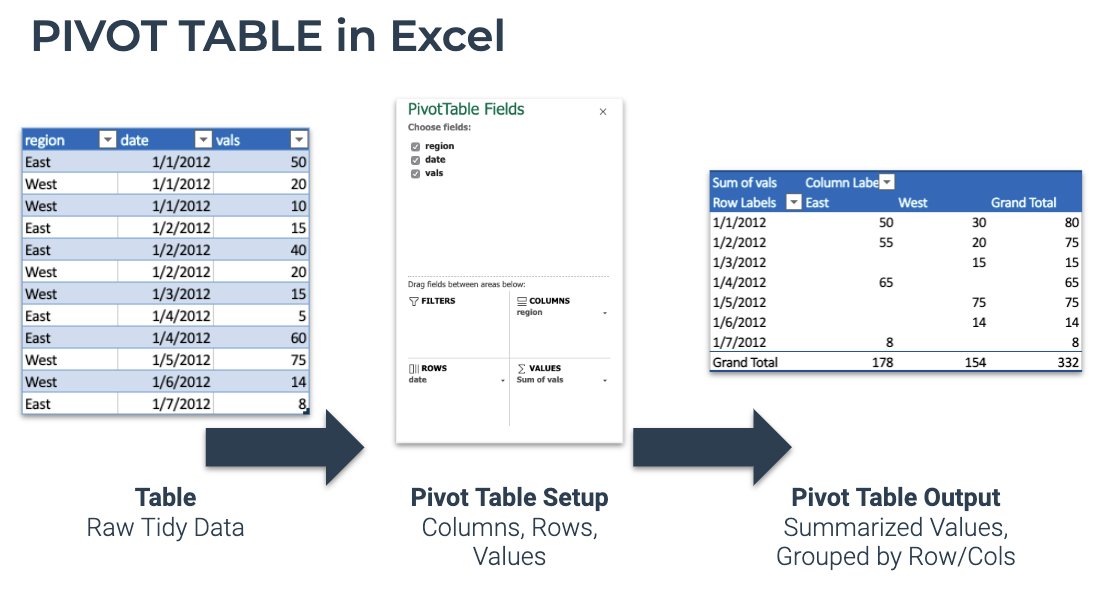 PIVOT TABLE in Excel
region date vals
East 1/1/2012 50
West 1/1/2012 20
West 1/1/2012 10
East 1/2/2012 15
East 1/2/2012 40
West 1/2/2012 20
West 1/3/2012 15
East 1/4/2012 5
East 1/4/2012 60
West 1/5/2012 75
West 1/6/2012 14
East 1/7/2012 8
Table
Raw Tidy Data
PivotTable Fields
Choose fields:
region
date
vals
Drag fields between areas below:
FILTERS COLUMNS
region
ROWS VALUES
date Sum of vals
Pivot Table Setup
Columns, Rows,
Values
Sum of vals Column Labe
Row Labels East West Grand Total
1/1/2012 50 30 80
1/2/2012 55 20 75
1/3/2012 15 15
1/4/2012 65 65
1/5/2012 75 75
1/6/2012 14 14
1/7/2012 8 8
Grand Total 178 154 332
Pivot Table Output
Summarized Values,
Grouped by Row/Cols